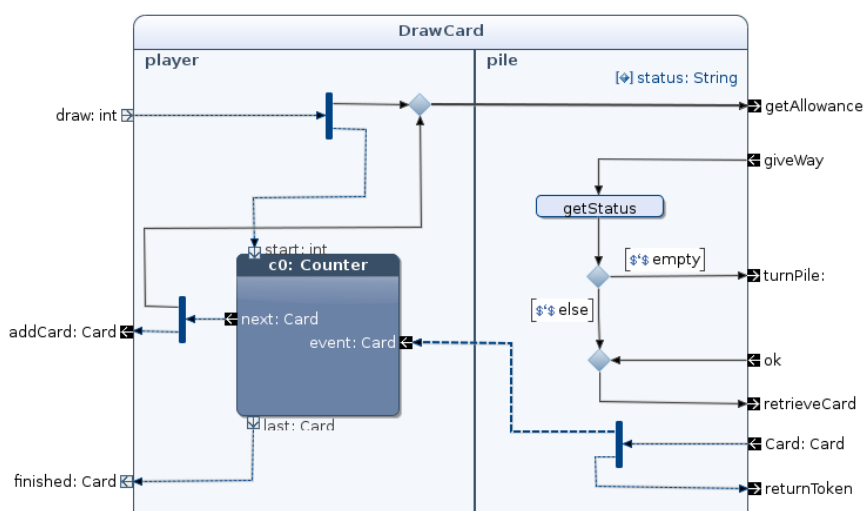 DrawCard
player
pile
status: String
draw: int
getAllowance
giveWay
getStatus
start: int
c0: Counter
[$'$ empty]
turnPile:
[$'$ else]
addCard: Card
next: Card
event: Card
ok
retrieveCard
last: Card
Card: Card
finished: Card
returnToken